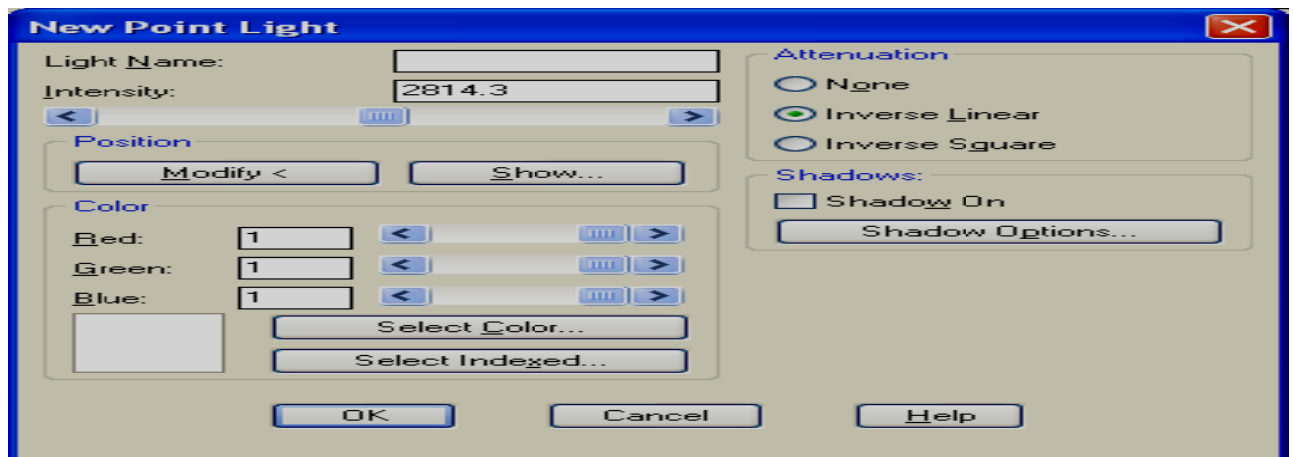 New Point Light
Light Name:
Intensity: 2814.3
Position
Modify < Show...
Color
Red: 1
Green: 1
Blue: 1
Select Color...
Select Indexed...
Attenuation
None
Inverse Linear
Inverse Square
Shadows:
Shadow On
Shadow Options...
OK Cancel Help